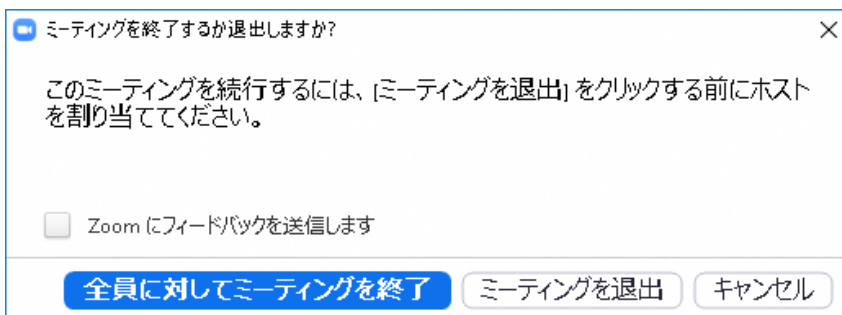 ミーティングを終了するか退出しますか?
このミーティングを続行するには、[ミーティングを退出] をクリックする前にホスト
を割り当ててください。
Zoom にフィードバックを送信します
全員に対してミーティングを終了 ミーティングを退出 キャンセル